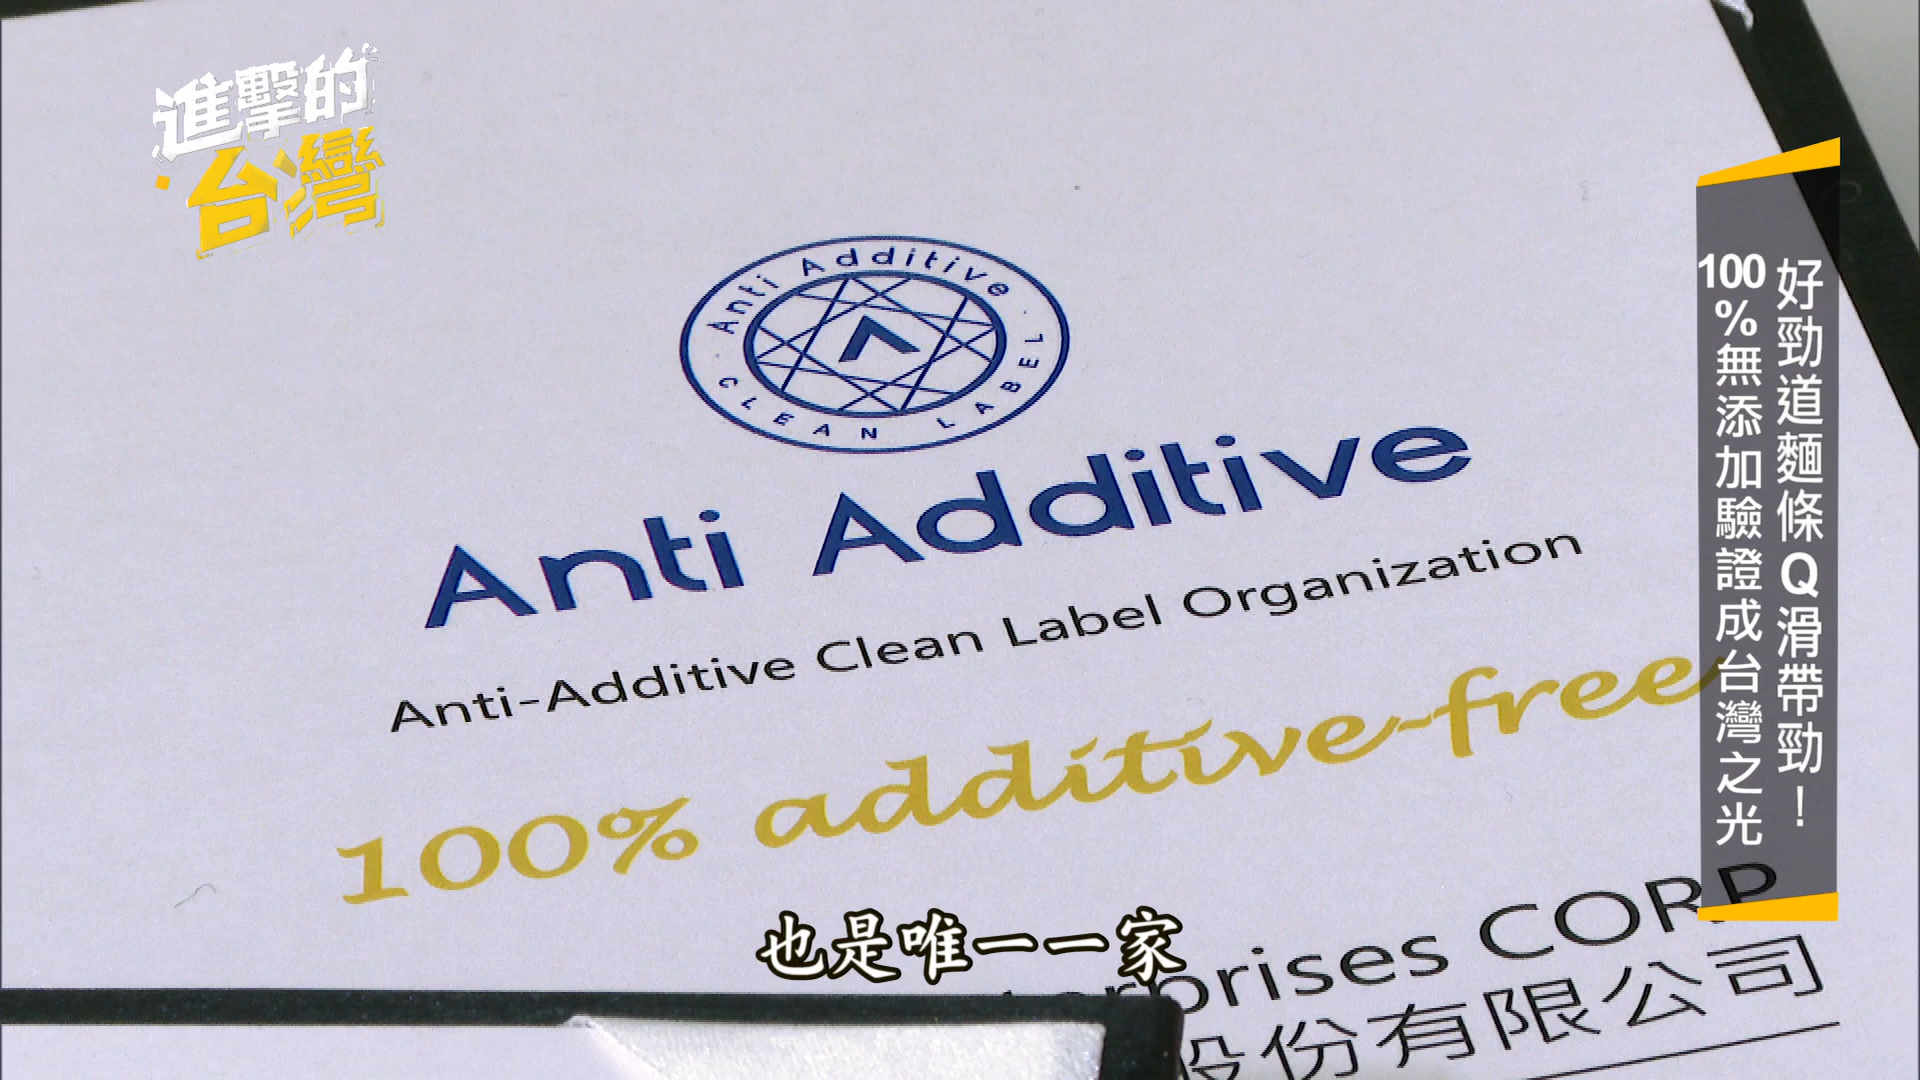 進擊的
台灣
好勁道麵條Q滑帶勁！
100%無添加驗證成台灣之光
Anti Additive
CLEAN LABEL
Anti Additive
Anti-Additive Clean Label Organization
100% additive-free
CORP
股份有限公司
也是唯一一家